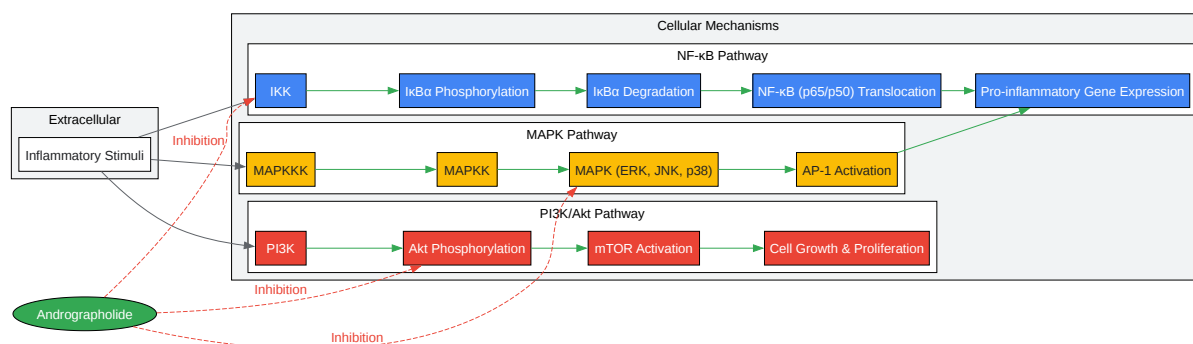 Cellular Mechanisms
NF-κB Pathway
IKK
IκBα Phosphorylation
IκBα Degradation
NF-κB (p65/p50) Translocation
Pro-inflammatory Gene Expression
Extracellular
Inflammatory Stimuli
Inhibition
MAPK Pathway
MAPKKK
MAPKK
MAPK (ERK, JNK, p38)
AP-1 Activation
PI3K/Akt Pathway
PI3K
Akt Phosphorylation
mTOR Activation
Cell Growth & Proliferation
Inhibition
Andrographolide
Inhibition